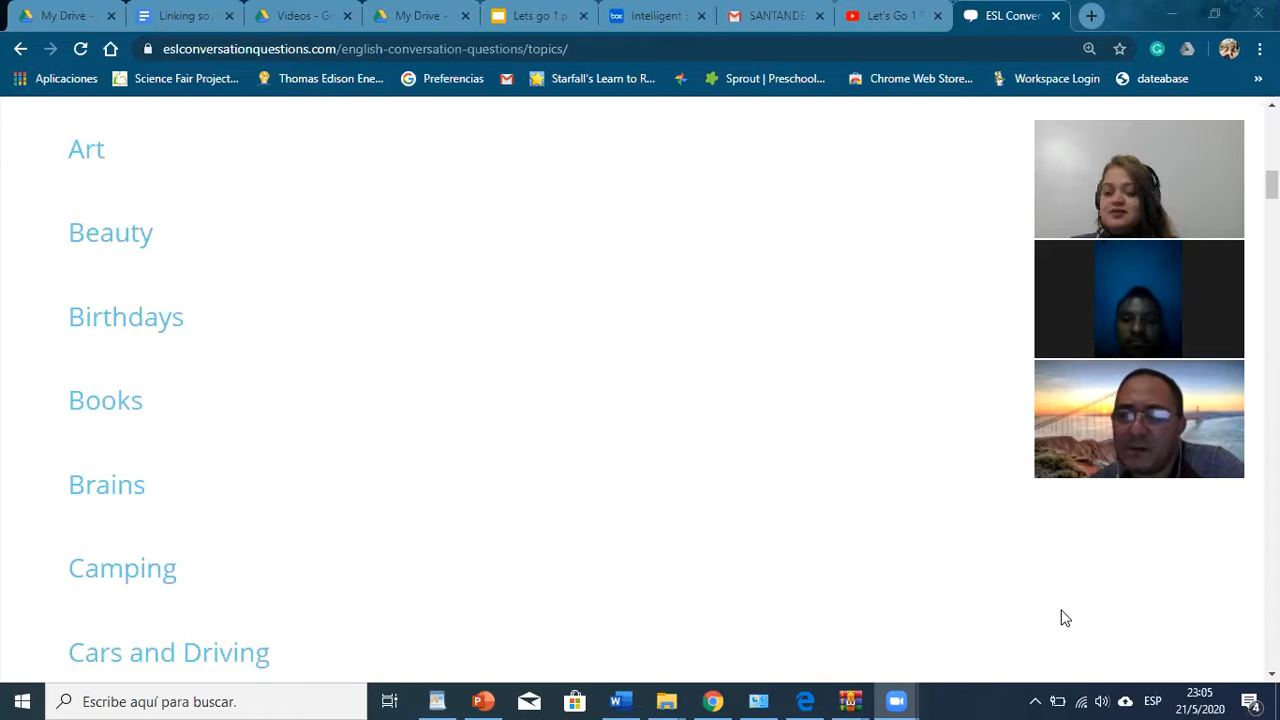 My Drive -
Linking so
Videos - G
My Drive -
Lets go 1.p
Intelligent
SANTANDE
Let's Go 1
ESL Conver
eslconversationquestions.com/english-conversation-questions/topics/
Aplicaciones
Science Fair Project...
Thomas Edison Ene...
Preferencias
Starfall's Learn to R...
Sprout | Preschool...
Chrome Web Store...
Workspace Login
dateabase
»
Art
Beauty
Birthdays
Books
Brains
Camping
Cars and Driving
Escribe aquí para buscar.
ESP
23:05
21/5/2020
4